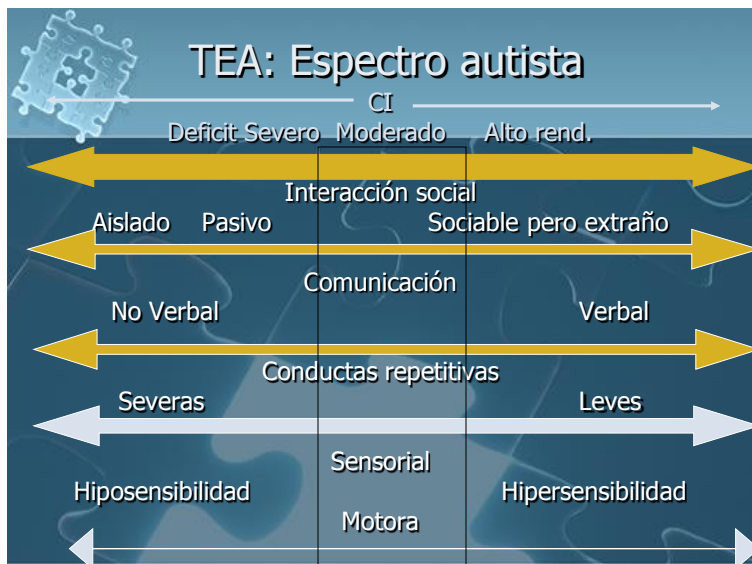 TEA: Espectro autista
CI
Deficit Severo Moderado Alto rend.
Interacción social
Aislado Pasivo Sociable pero extraño
Comunicación
No Verbal Verbal
Conductas repetitivas
Severas Leves
Sensorial
Hiposensibilidad Hipersensibilidad
Motora